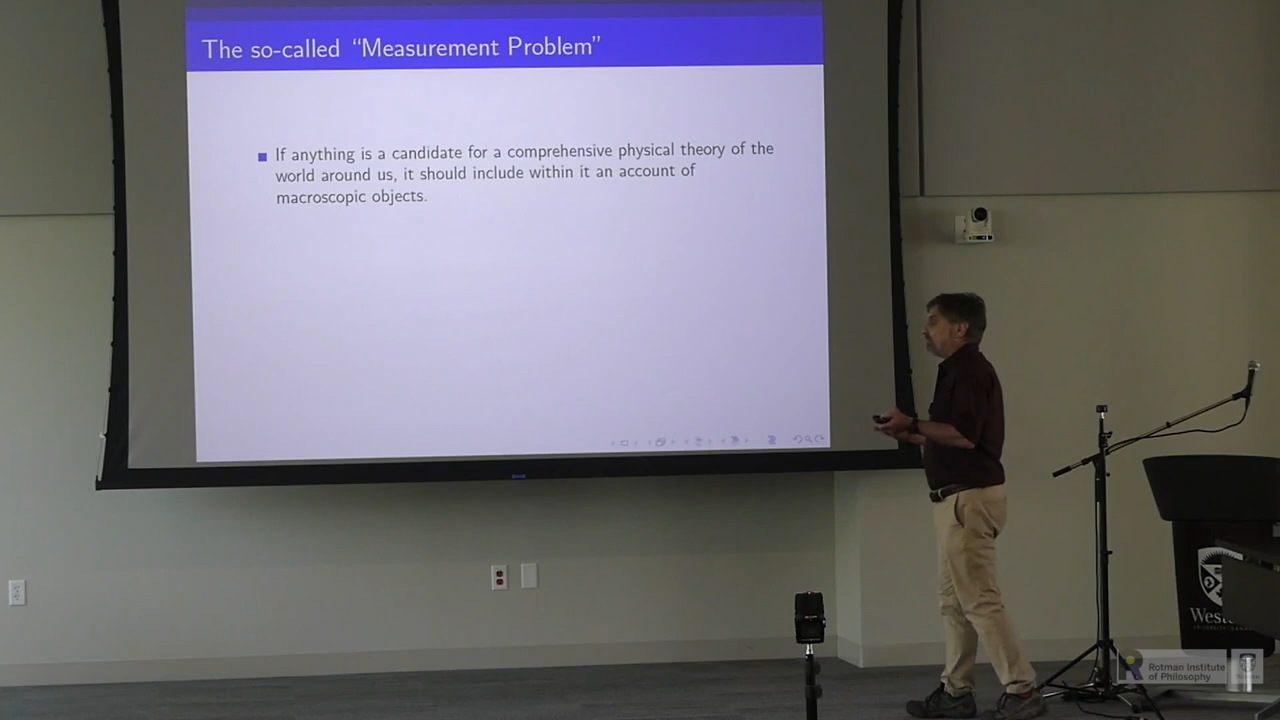 The so-called “Measurement Problem”
If anything is a candidate for a comprehensive physical theory of the
world around us, it should include within it an account of
macroscopic objects.
Rotman Institute
of Philosophy